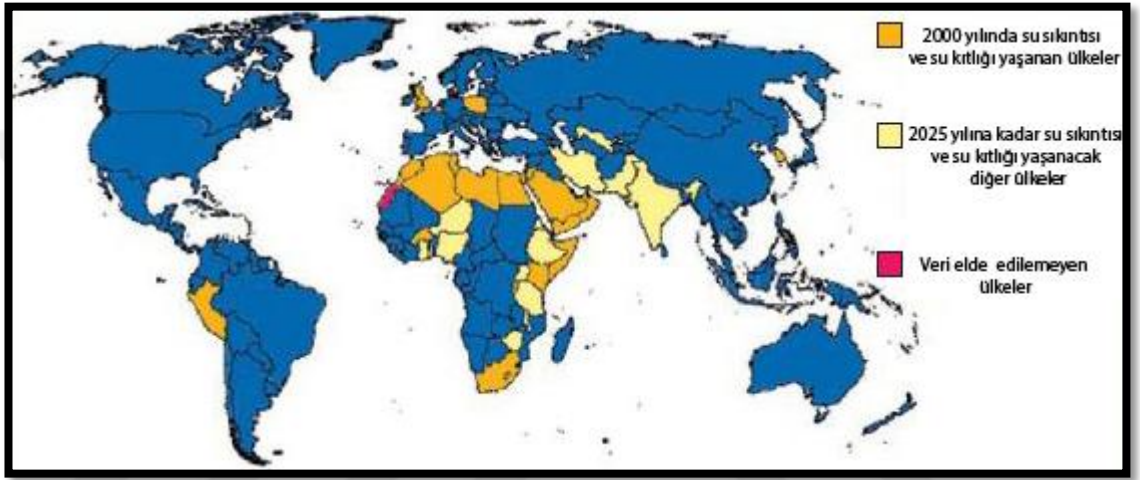 2000 yılında su sıkıntısı
ve su kıtlığı yaşanan ülkeler
2025 yılına kadar su sıkıntısı
ve su kıtlığı yaşanacak
diğer ülkeler
Veri elde edilemeyen
ülkeler